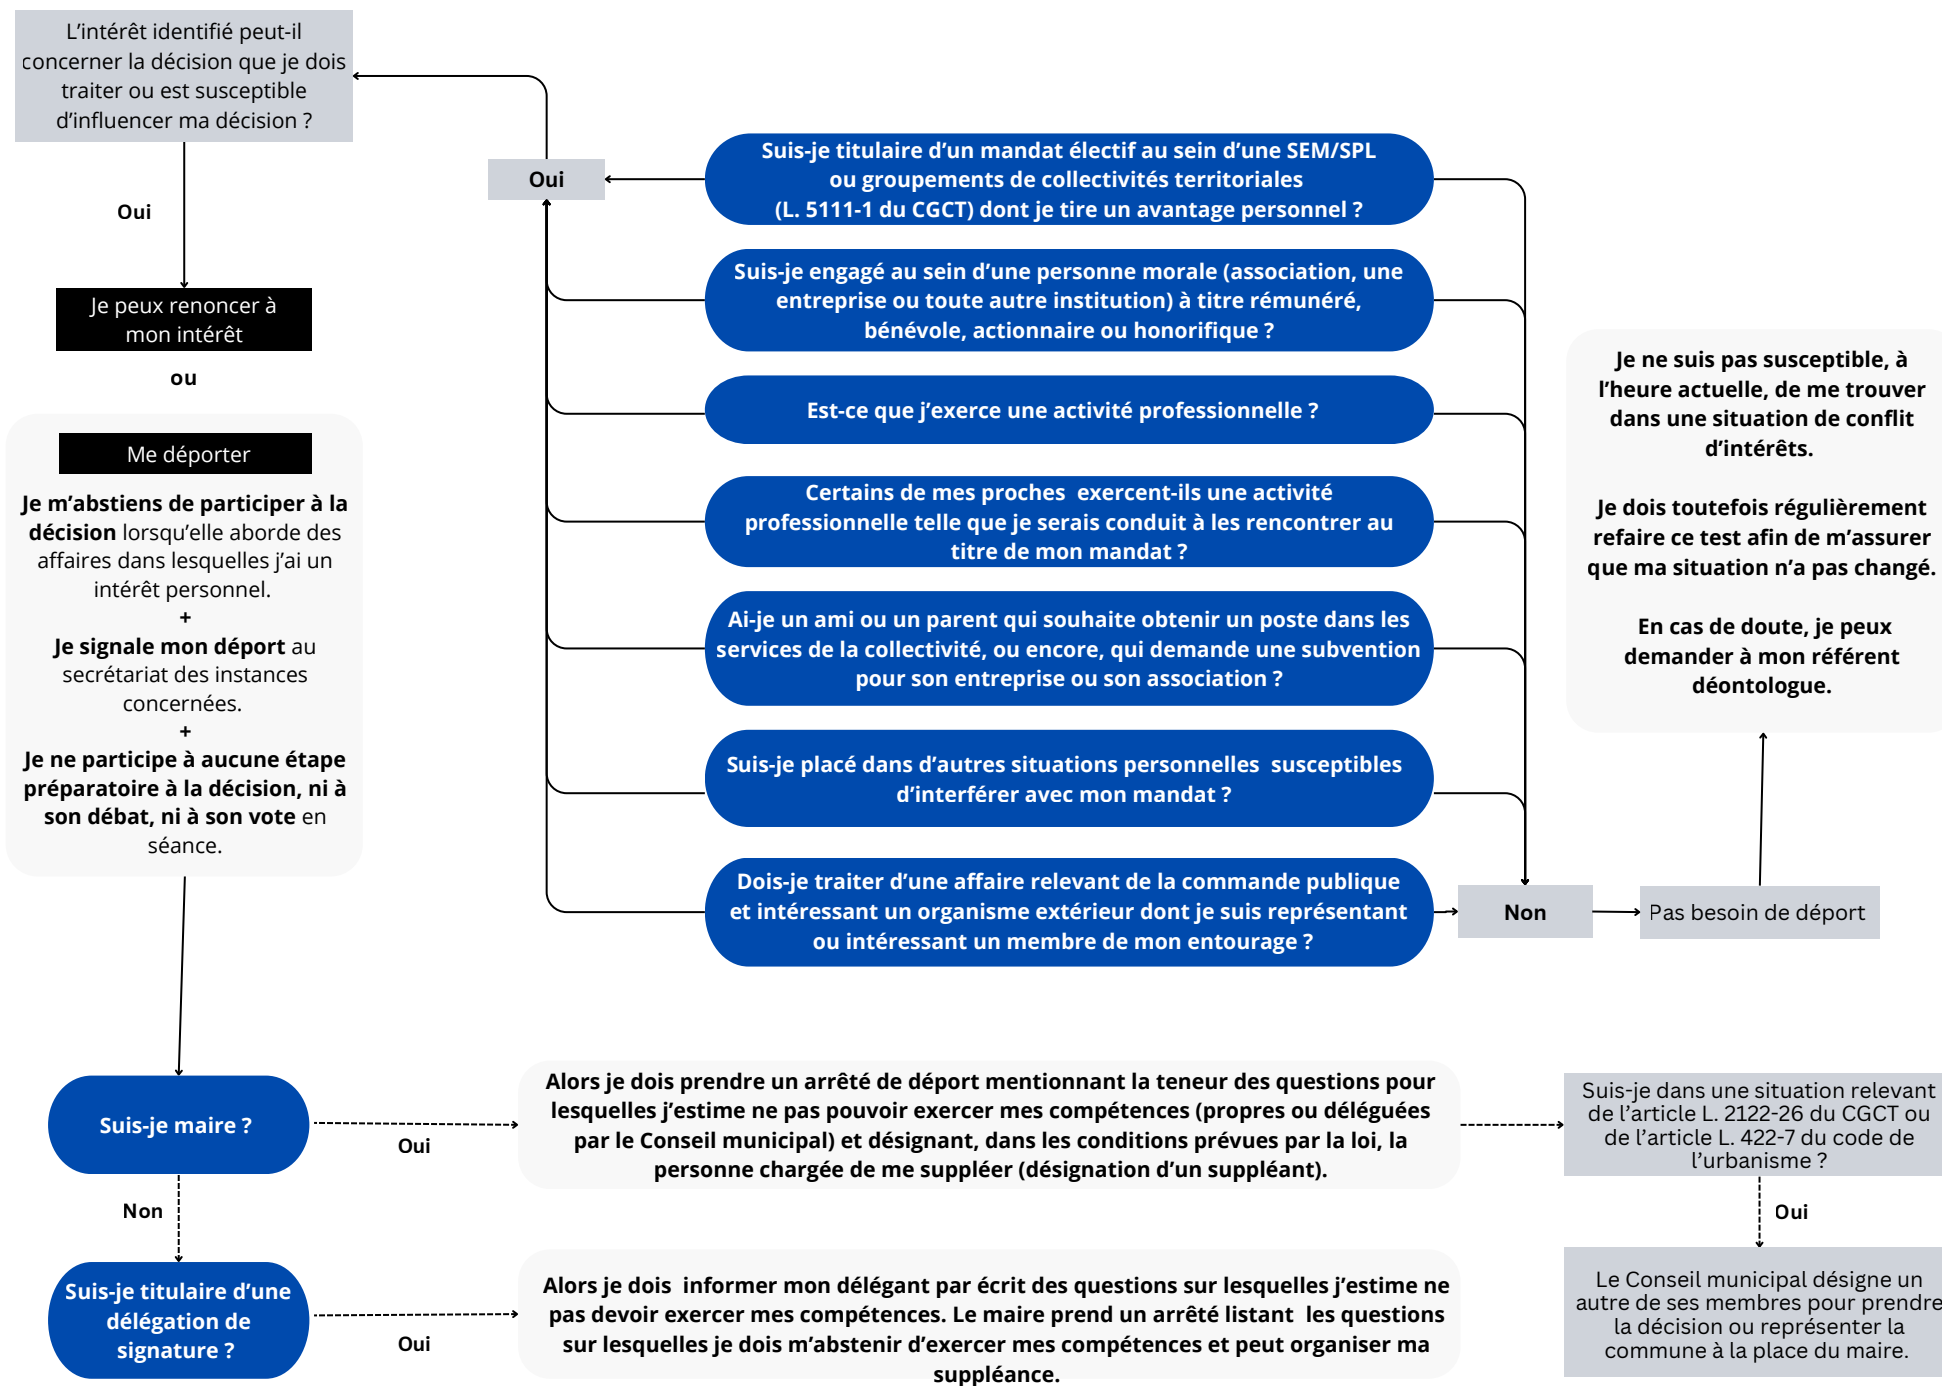 L’intérêt identifié peut-il
concerner la décision que je dois
traiter ou est susceptible
d’influencer ma décision ?
Oui
Je peux renoncer à
mon intérêt
ou
Me déporter
Je m’abstiens de participer à la
décision lorsqu’elle aborde des
affaires dans lesquelles j’ai un
intérêt personnel.
+
Je signale mon déport au
secrétariat des instances
concernées.
+
Je ne participe à aucune étape
préparatoire à la décision, ni à
son débat, ni à son vote en
séance.
Oui
Suis-je titulaire d’un mandat électif au sein d’une SEM/SPL
ou groupements de collectivités territoriales
(L. 5111-1 du CGCT) dont je tire un avantage personnel ?
Suis-je engagé au sein d’une personne morale (association, une
entreprise ou toute autre institution) à titre rémunéré,
bénévole, actionnaire ou honorifique ?
Est-ce que j’exerce une activité professionnelle ?
Certains de mes proches exercent-ils une activité
professionnelle telle que je serais conduit à les rencontrer au
titre de mon mandat ?
Ai-je un ami ou un parent qui souhaite obtenir un poste dans les
services de la collectivité, ou encore, qui demande une subvention
pour son entreprise ou son association ?
Suis-je placé dans d’autres situations personnelles susceptibles
d’interférer avec mon mandat ?
Dois-je traiter d’une affaire relevant de la commande publique
et intéressant un organisme extérieur dont je suis représentant
ou intéressant un membre de mon entourage ?
Non
Pas besoin de déport
Je ne suis pas susceptible, à
l’heure actuelle, de me trouver
dans une situation de conflit
d’intérêts.
Je dois toutefois régulièrement
refaire ce test afin de m’assurer
que ma situation n’a pas changé.
En cas de doute, je peux
demander à mon référent
déontologue.
Suis-je maire ?
Oui
Alors je dois prendre un arrêté de déport mentionnant la teneur des questions pour
lesquelles j’estime ne pas pouvoir exercer mes compétences (propres ou déléguées
par le Conseil municipal) et désignant, dans les conditions prévues par la loi, la
personne chargée de me suppléer (désignation d’un suppléant).
Suis-je dans une situation relevant
de l’article L. 2122-26 du CGCT ou
de l’article L. 422-7 du code de
l’urbanisme ?
Oui
Le Conseil municipal désigne un
autre de ses membres pour prendre
la décision ou représenter la
commune à la place du maire.
Non
Suis-je titulaire d’une
délégation de
signature ?
Oui
Alors je dois informer mon délégant par écrit des questions sur lesquelles j’estime ne
pas devoir exercer mes compétences. Le maire prend un arrêté listant les questions
sur lesquelles je dois m’abstenir d’exercer mes compétences et peut organiser ma
suppléance.